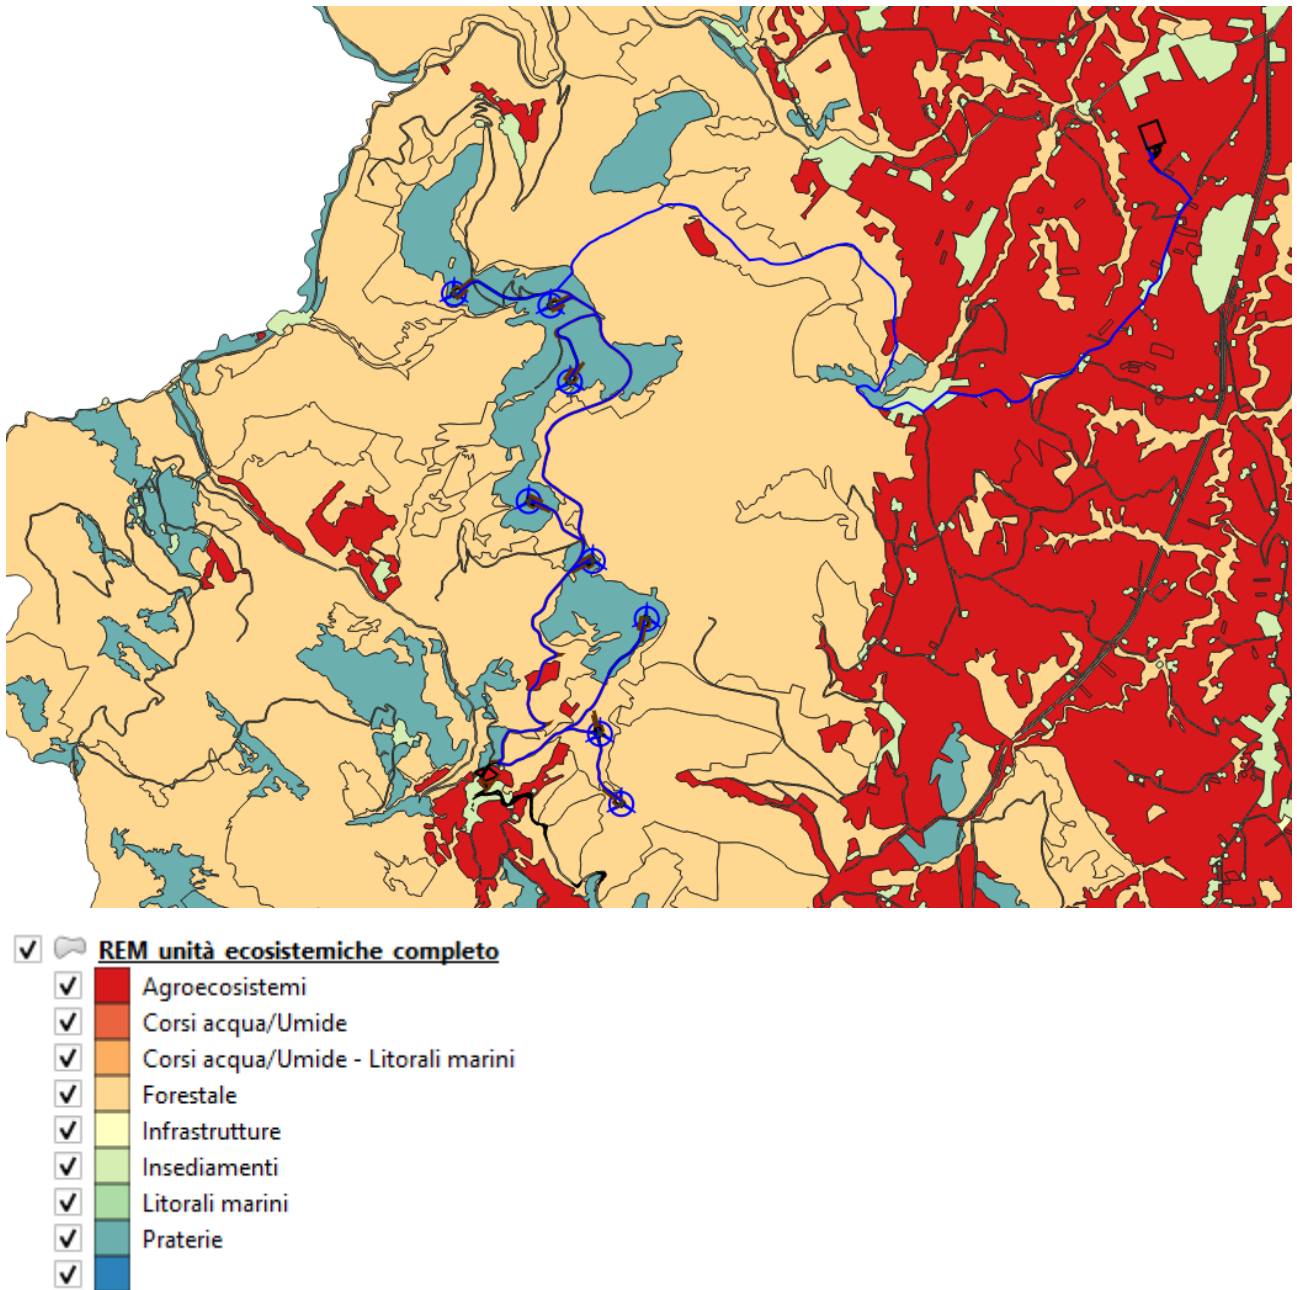 REM_unità_ecosistemiche_completo
Agroecosistemi
Corsi acqua/Umide
Corsi acqua/Umide - Litorali marini
Forestale
Infrastrutture
Insediamenti
Litorali marini
Praterie